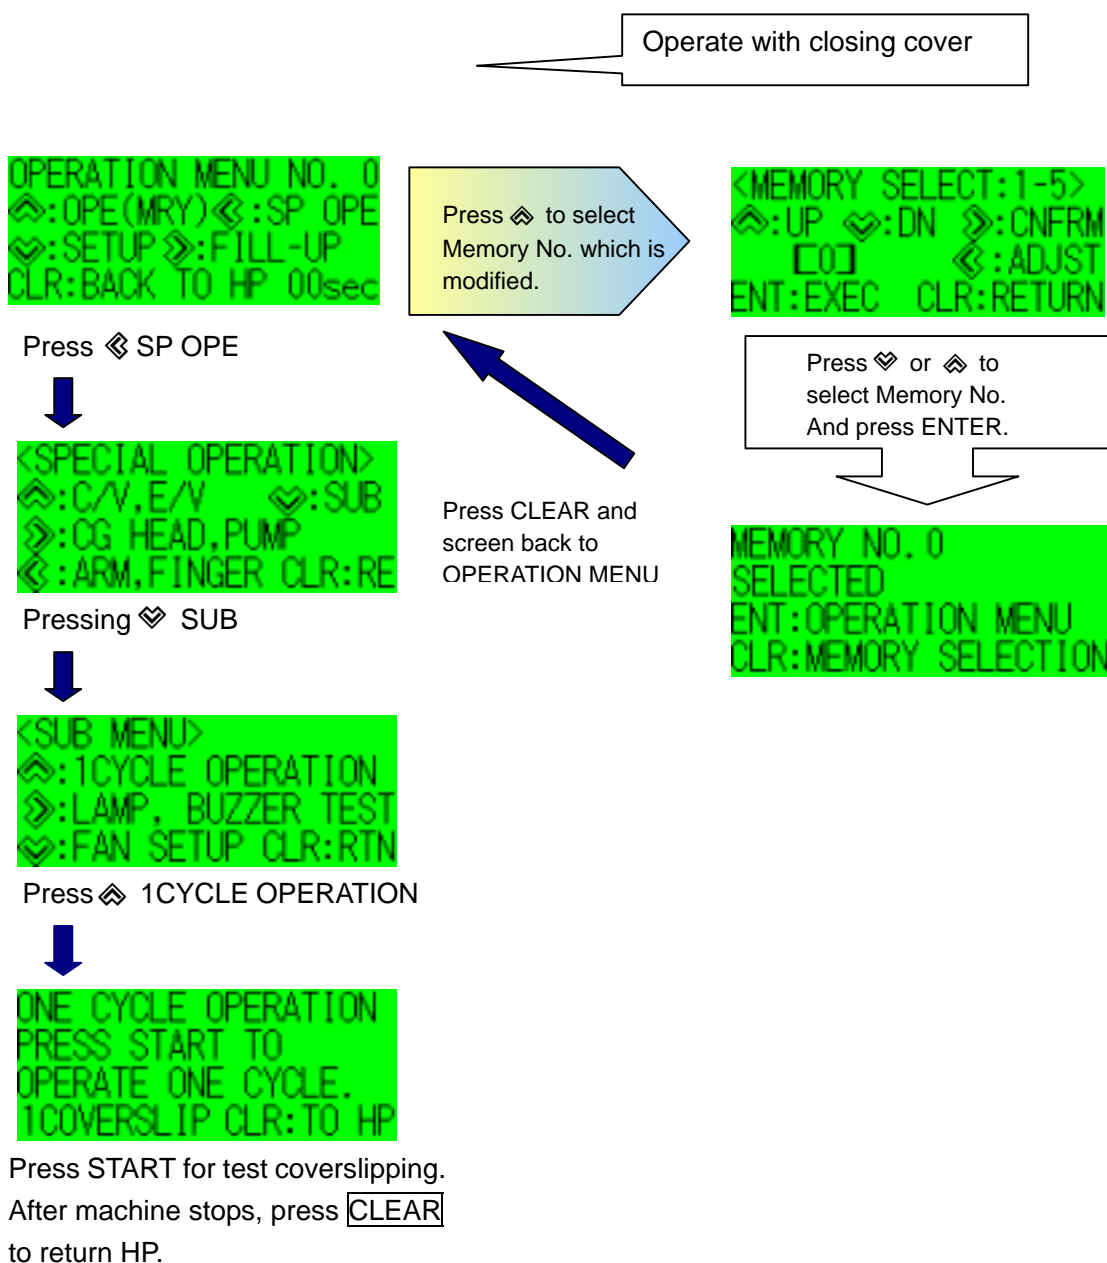 Operate with closing cover
OPERATION MENU NO. 0
︽:OPE(MRY)《:SP OPE
︾:SETUP 》:FILL-UP
CLR:BACK TO HP 00sec
Press ︽ to select
Memory No. which is
modified.
<MEMORY SELECT:1-5>
︽:UP ︾:DN 》:CNFRM
[0] 《:ADJST
ENT:EXEC CLR:RETURN
Press 《 SP OPE
Press ︾ or ︽ to
select Memory No.
And press ENTER.
<SPECIAL OPERATION>
︽:C/V,E/V ︾:SUB
》:CG HEAD,PUMP
《:ARM,FINGER CLR:RE
Press CLEAR and
screen back to
OPERATION MENU
MEMORY NO. 0
SELECTED
ENT:OPERATION MENU
CLR:MEMORY SELECTION
Pressing ︾ SUB
<SUB MENU>
︽:1CYCLE OPERATION
》:LAMP, BUZZER TEST
︾:FAN SETUP CLR:RTN
Press ︽ 1CYCLE OPERATION
ONE CYCLE OPERATION
PRESS START TO
OPERATE ONE CYCLE.
1COVERSLIP CLR:TO HP
Press START for test coverslipping.
After machine stops, press CLEAR
to return HP.